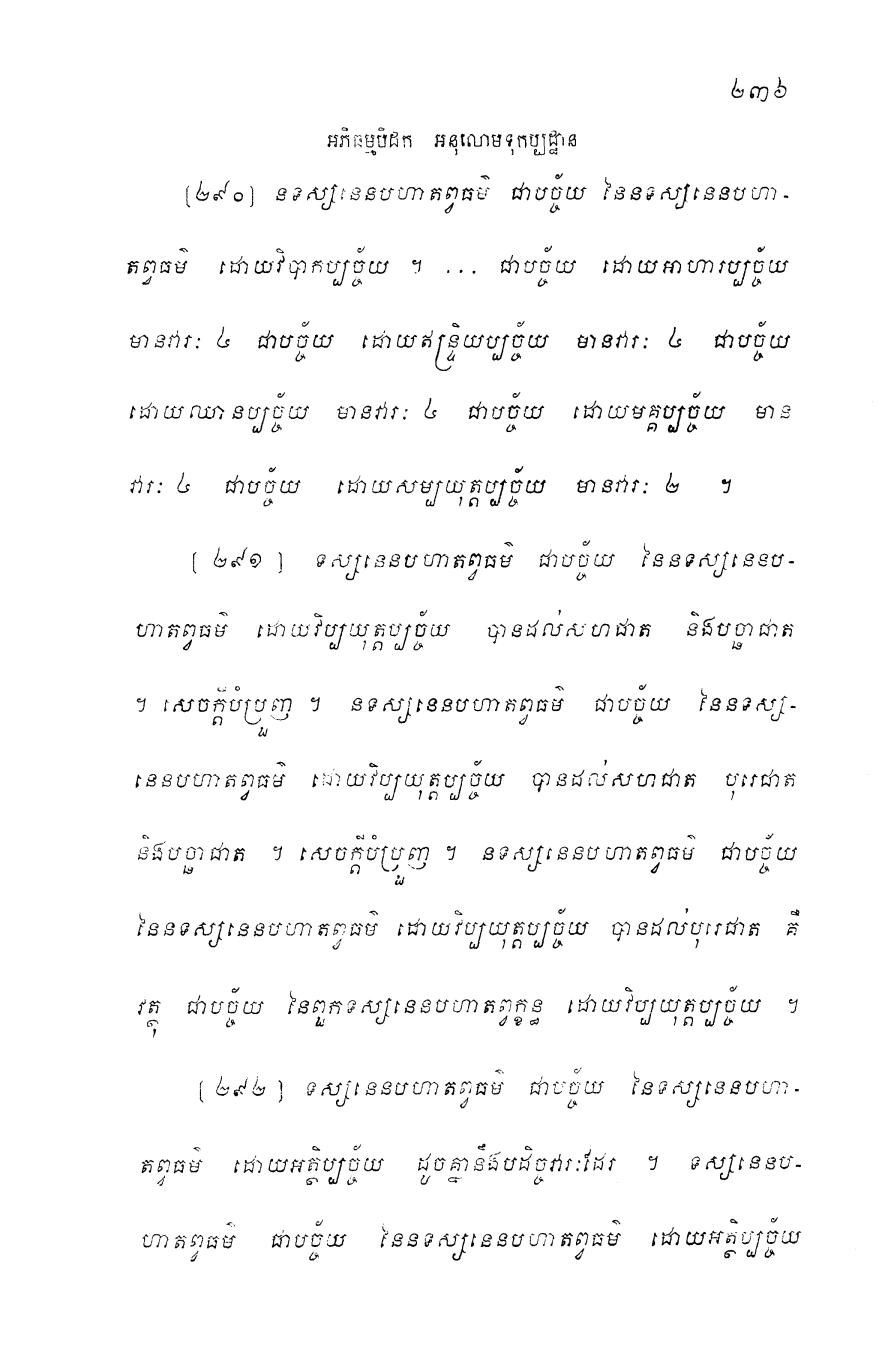 ២៣៦
អភិធម្មបិដក អនុលោមទុកប្បដ្ឋាន
[២៩០] នទស្សនេនបហាតព្វធម៌ ជាបច្ច័យ នៃនទស្សនេនបហា-
តព្វធម៌ ដោយវិបាកប្បច្ច័យ ។ ... ជាបច្ច័យ ដោយអាហារប្បច្ច័យ
មានវារៈ ៤ ជាបច្ច័យ ដោយឥន្ទ្រិយប្បច្ច័យ មានវារៈ ៤ ជាបច្ច័យ
ដោយឈានប្បច្ច័យ មានវារៈ ៤ ជាបច្ច័យ ដោយមគ្គប្បច្ច័យ មាន
វារៈ ៤ ជាបច្ច័យ ដោយសម្បយុត្តប្បច្ច័យ មានវារៈ ២ ។
[ ២៩១ ] ទស្សនេនបហាតព្វធម៌ ជាបច្ច័យ នៃនទស្សនេនប-
ហាតព្វធម៌ ដោយវិប្បយុត្តប្បច្ច័យ បានដល់សហជាត និងបច្ឆាជាត
។ សេចក្តីបំប្រួញ ។ នទស្សនេនបហាតព្វធម៌ ជាបច្ច័យ នៃនទស្ស-
នេនបហាតព្វធម៌ ដោយវិប្បយុត្តប្បច្ច័យ បានដល់សហជាត បុរេជាត
និងបច្ឆាជាត ។ សេចក្តីបំប្រួញ ។ នទស្សនេនបហាតព្វធម៌ ជាបច្ច័យ
នៃនទស្សនេនបហាតព្វធម៌ ដោយវិប្បយុត្តប្បច្ច័យ បានដល់បុរេជាត គឺ
វត្ថុ ជាបច្ច័យ នៃពួកទស្សនេនបហាតព្វក្ខន្ធ ដោយវិប្បយុត្តប្បច្ច័យ ។
[ ២៩២ ] ទស្សនេនបហាតព្វធម៌ ជាបច្ច័យ នៃទស្សនេនបហា-
តព្វធម៌ ដោយអត្ថិប្បច្ច័យ ដូចគ្នានឹងបដិច្ចវារៈដែរ ។ ទស្សនេនប-
ហាតព្វធម៌ ជាបច្ច័យ នៃនទស្សនេនបហាតព្វធម៌ ដោយអត្ថិប្បច្ច័យ